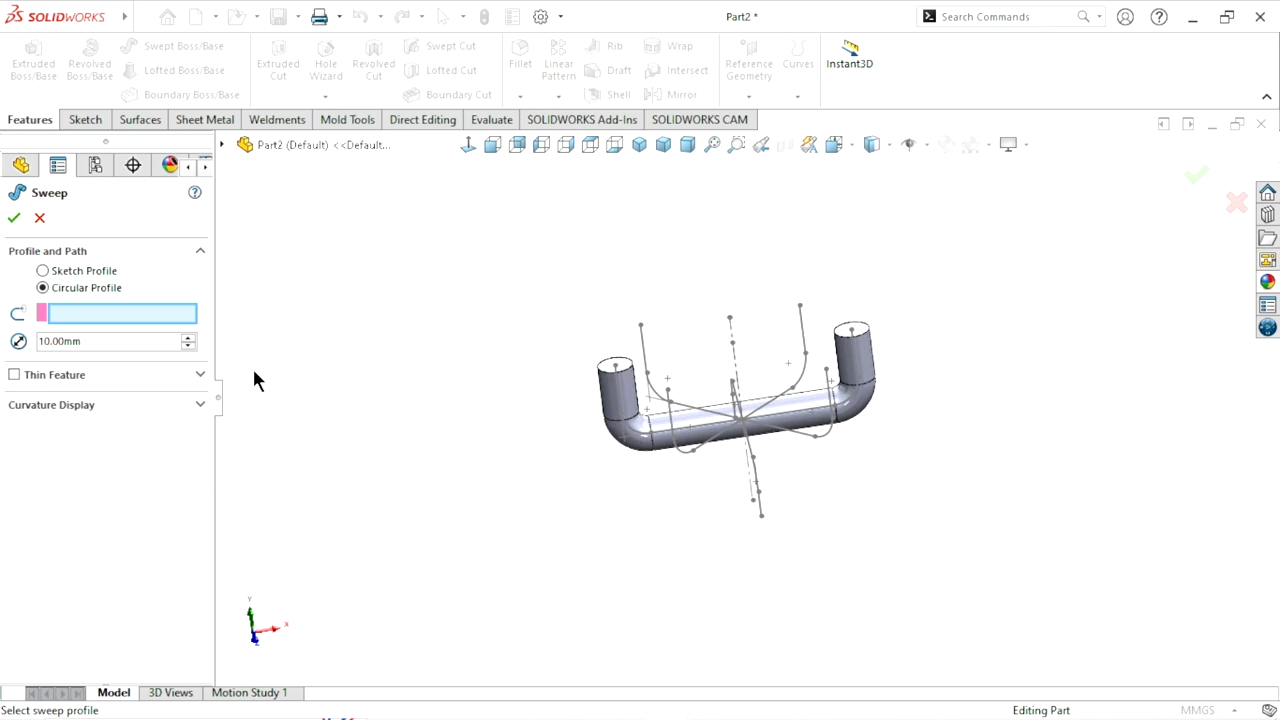 SOLIDWORKS
Part2 *
Search Commands
Extruded Boss/Base
Revolved Boss/Base
Swept Boss/Base
Lofted Boss/Base
Boundary Boss/Base
Extruded Cut
Hole Wizard
Revolved Cut
Swept Cut
Lofted Cut
Boundary Cut
Fillet
Linear Pattern
Rib
Draft
Shell
Wrap
Intersect
Mirror
Reference Geometry
Curves
Instant3D
Features
Sketch
Surfaces
Sheet Metal
Weldments
Mold Tools
Direct Editing
Evaluate
SOLIDWORKS Add-Ins
SOLIDWORKS CAM
Part2 (Default) <<Default...
Sweep
Profile and Path
Sketch Profile
Circular Profile
10.00mm
Thin Feature
Curvature Display
Y
X
Z
Model
3D Views
Motion Study 1
Select sweep profile
Editing Part
MMGS